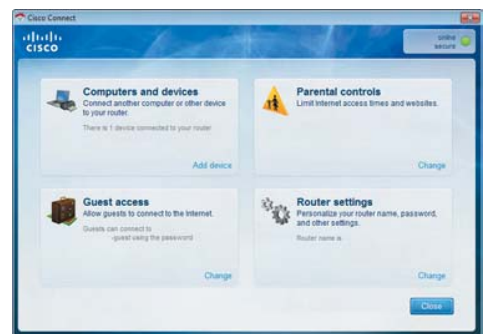 Cisco Connect
CISCO
online
secure
Computers and devices
Connect another computer or other device
to your router.
There is 1 device connected to your router
Add device
Parental controls
Limit Internet access times and websites.
Change
Guest access
Allow guests to connect to the Internet.
Guests can connect to
-guest using the password
Change
Router settings
Personalize your router name, password,
and other settings.
Router name is
Change
Close